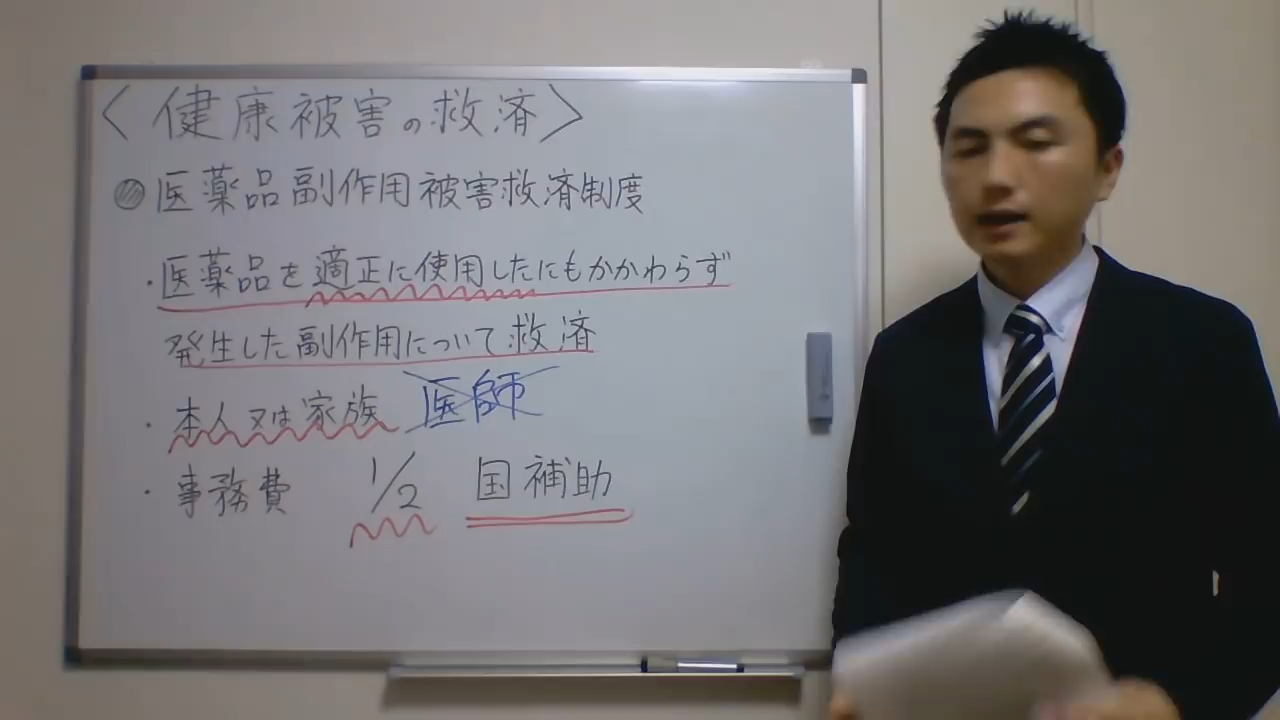 〈健康被害の救済〉
医薬品副作用被害救済制度
・医薬品を適正に使用したにもかかわらず
発生した副作用について救済
・本人又は家族 医師
・事務費 1/2 国補助